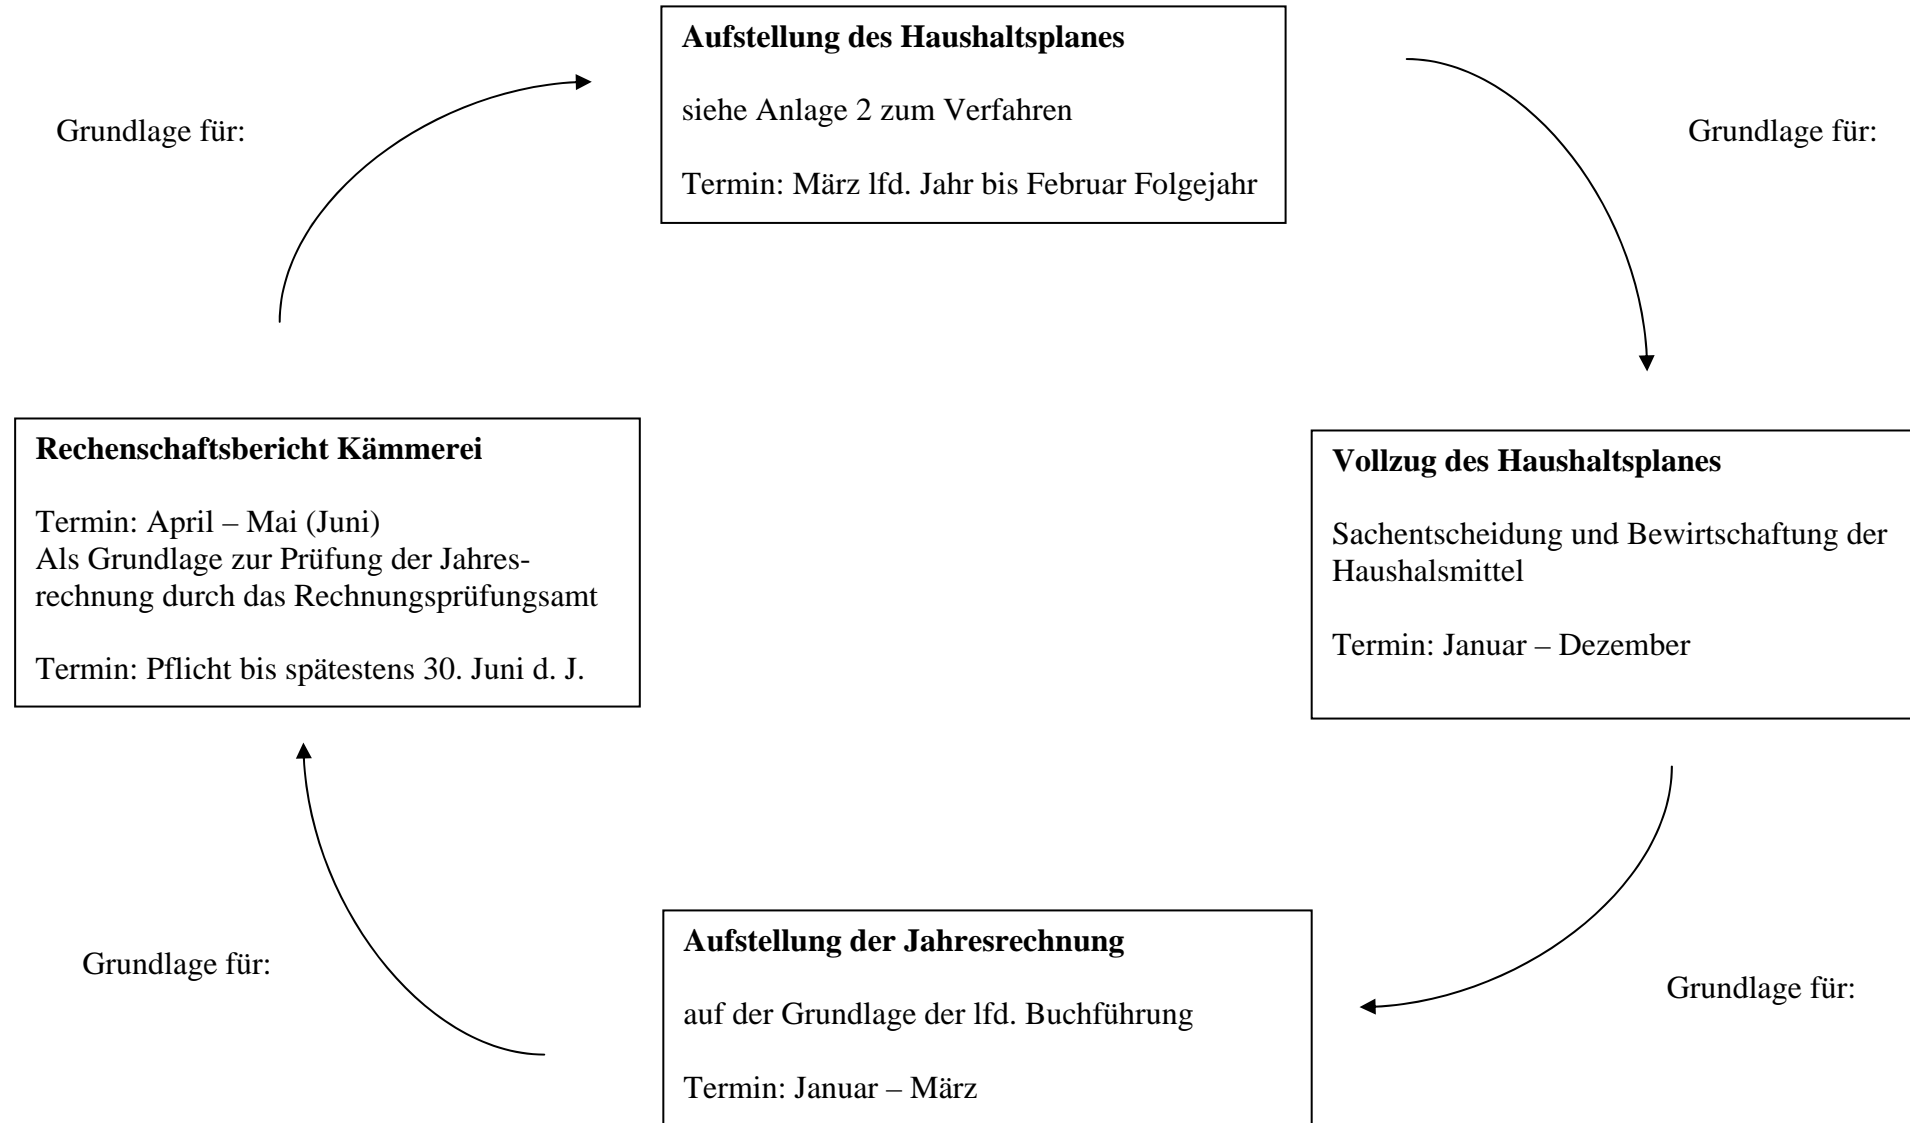 Aufstellung des Haushaltsplanes
siehe Anlage 2 zum Verfahren
Termin: März lfd. Jahr bis Februar Folgejahr
Grundlage für:
Grundlage für:
Rechenschaftsbericht Kämmerei
Termin: April – Mai (Juni)
Als Grundlage zur Prüfung der Jahres-
rechnung durch das Rechnungsprüfungsamt
Termin: Pflicht bis spätestens 30. Juni d. J.
Vollzug des Haushaltsplanes
Sachentscheidung und Bewirtschaftung der
Haushalsmittel
Termin: Januar – Dezember
Grundlage für:
Aufstellung der Jahresrechnung
auf der Grundlage der lfd. Buchführung
Termin: Januar – März
Grundlage für: